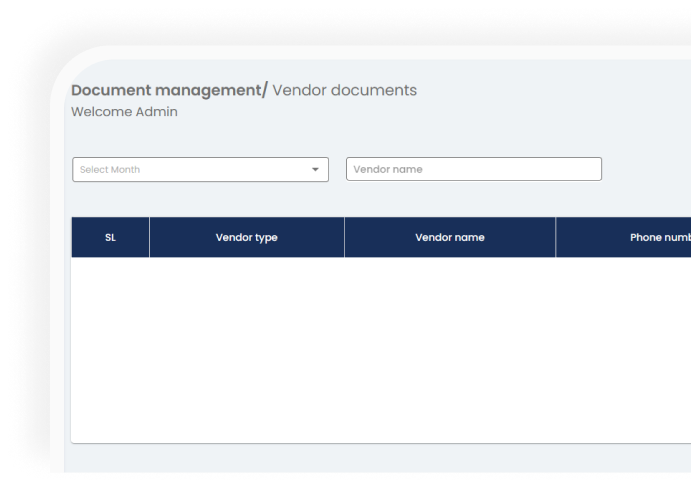 Document management/ Vendor documents
Welcome Admin
Select Month Vendor name
SL Vendor type Vendor name Phone numb